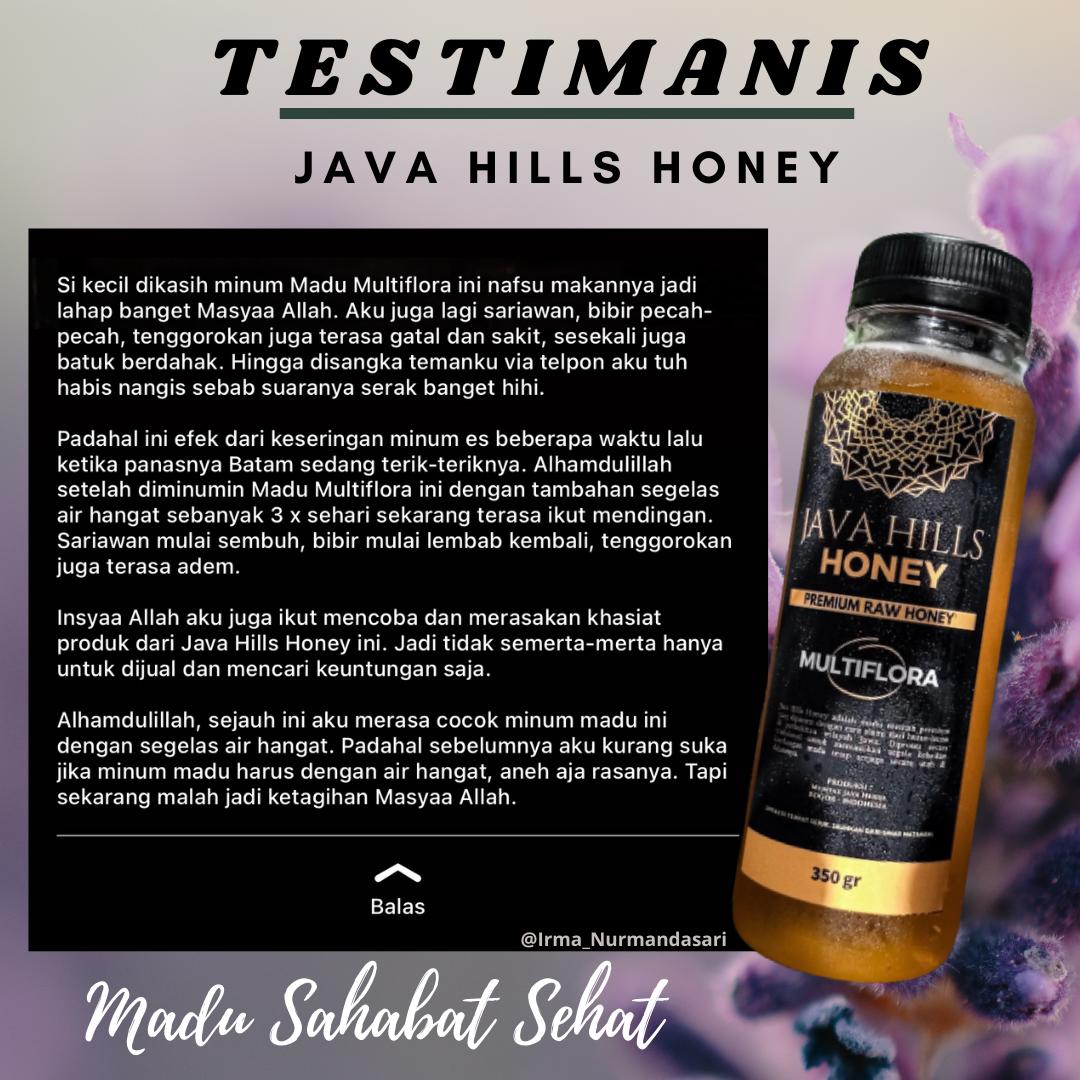 TESTIMANIS
JAVA HILLS HONEY
Si kecil dikasih minum Madu Multiflora ini nafsu makannya jadi
lahap banget Masyaa Allah. Aku juga lagi sariawan, bibir pecah-
pecah, tenggorokan juga terasa gatal dan sakit, sesekali juga
batuk berdahak. Hingga disangka temanku via telpon aku tuh
habis nangis sebab suaranya serak banget hihi.
Padahal ini efek dari keseringan minum es beberapa waktu lalu
ketika panasnya Batam sedang terik-teriknya. Alhamdulillah
setelah diminumin Madu Multiflora ini dengan tambahan segelas
air hangat sebanyak 3 x sehari sekarang terasa ikut mendingan.
Sariawan mulai sembuh, bibir mulai lembab kembali, tenggorokan
juga terasa adem.
Insyaa Allah aku juga ikut mencoba dan merasakan khasiat
produk dari Java Hills Honey ini. Jadi tidak semerta-merta hanya
untuk dijual dan mencari keuntungan saja.
Alhamdulillah, sejauh ini aku merasa cocok minum madu ini
dengan segelas air hangat. Padahal sebelumnya aku kurang suka
jika minum madu harus dengan air hangat, aneh aja rasanya. Tapi
sekarang malah jadi ketagihan Masyaa Allah.
Balas
@Irma_Nurmandasari
JAVA HILLS
HONEY
PREMIUM RAW HONEY
MULTIFLORA
PRODUKSI :
BOGOR - INDONESIA
350 gr
Madu Sahabat Sehat